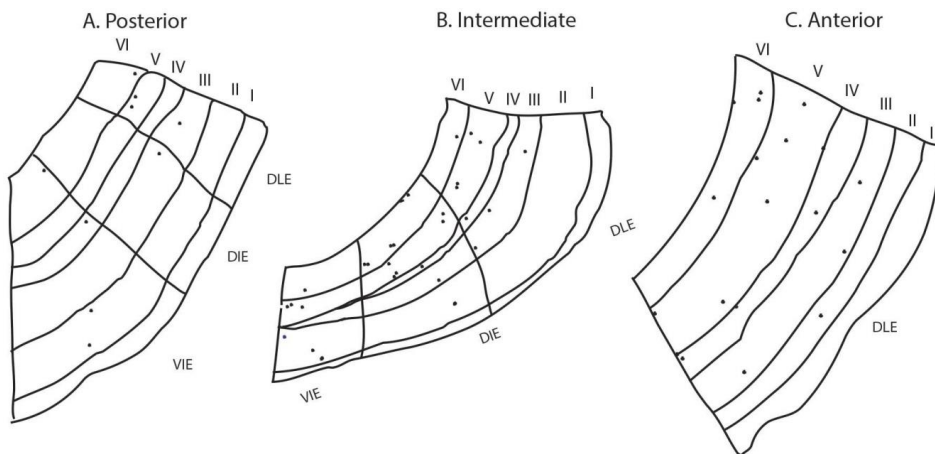 A. Posterior
VI V IV III II I
DLE
DIE
VIE
B. Intermediate
VI V IV III II I
DLE
DIE
VIE
C. Anterior
VI V IV III II I
DLE